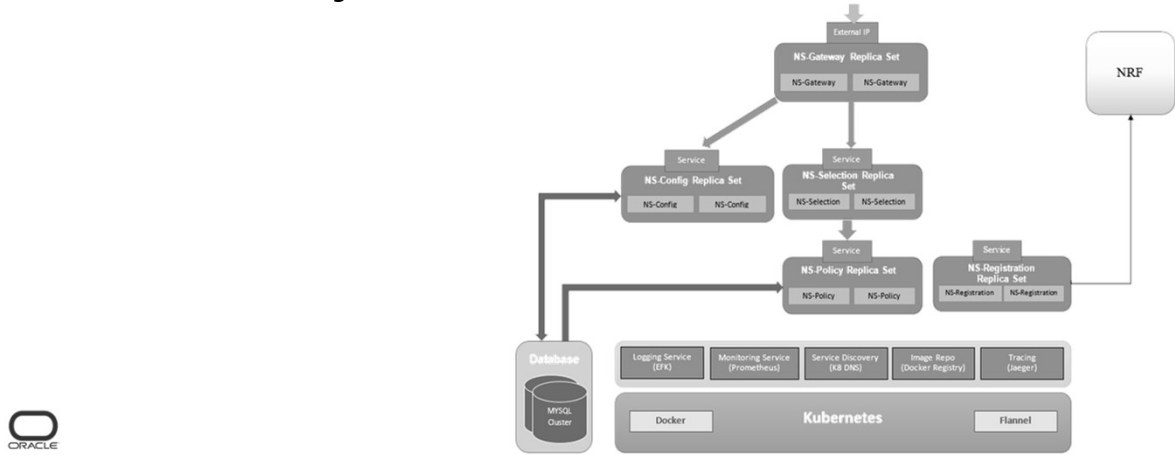 External IP
NS-Gateway Replica Set
NS-Gateway NS-Gateway
NRF
Service
NS-Config Replica Set
NS-Config NS-Config
Service
NS-Selection Replica
Set
NS-Selection NS-Selection
Service
NS-Policy Replica Set
NS-Policy NS-Policy
Service
NS-Registration
Replica Set
NS-Registration NS-Registration
Database
MYSQL
Cluster
Logging Service
(EFK)
Monitoring Service
(Prometheus)
Service Discovery
(K8 DNS)
Image Repo
(Docker Registry)
Tracing
(Jaeger)
Docker
Kubernetes
Flannel
ORACLE